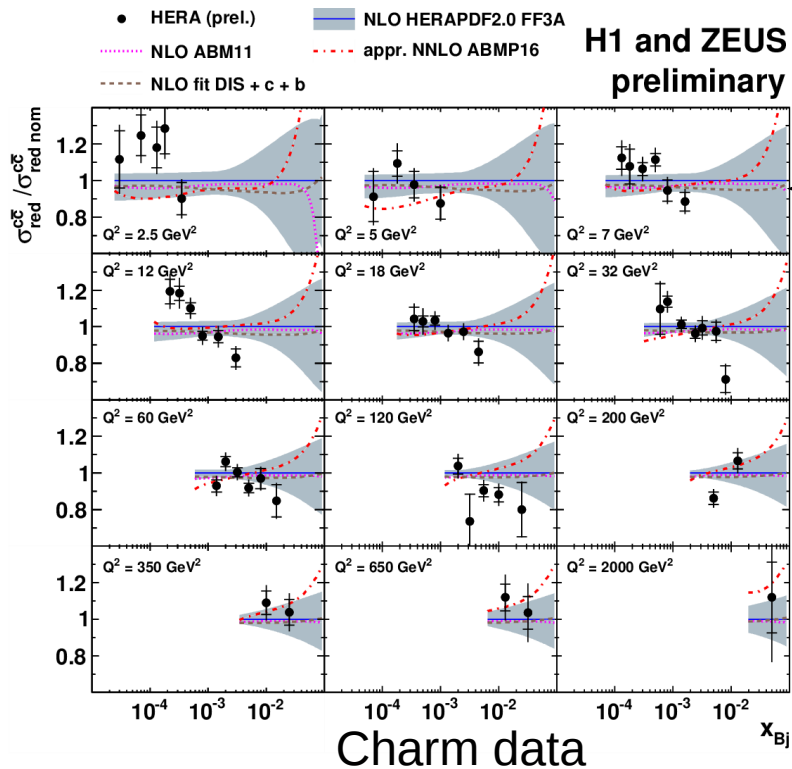 HERA (prel.)
NLO HERAPDF2.0 FF3A
NLO ABM11
appr. NNLO ABMP16
NLO fit DIS + c + b
H1 and ZEUS
preliminary
σ_red^{cc̄} / σ_red nom^{cc̄}
1.2
1
0.8
Q² = 2.5 GeV²
Q² = 5 GeV²
Q² = 7 GeV²
Q² = 12 GeV²
Q² = 18 GeV²
Q² = 32 GeV²
1.2
1
0.8
Q² = 60 GeV²
Q² = 120 GeV²
Q² = 200 GeV²
1.2
1
0.8
Q² = 350 GeV²
Q² = 650 GeV²
Q² = 2000 GeV²
1.2
1
0.8
10⁻⁴ 10⁻³ 10⁻² 10⁻⁴ 10⁻³ 10⁻² 10⁻⁴ 10⁻³ 10⁻²
x_Bj
Charm data